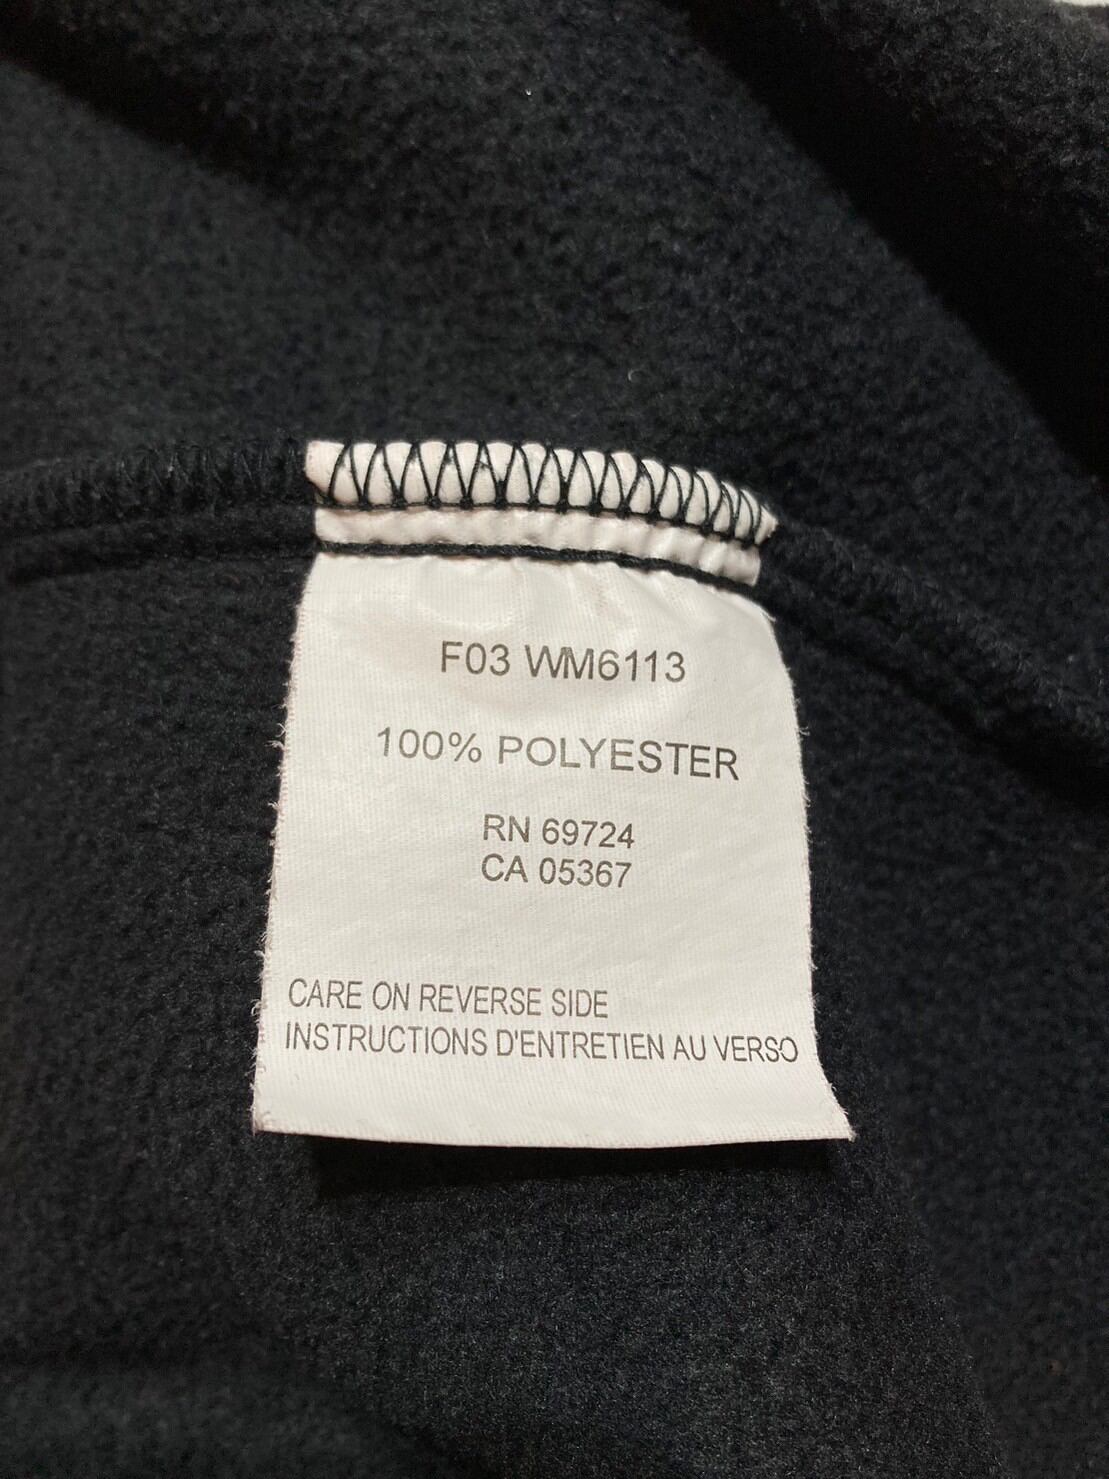 F03 WM6113
100% POLYESTER
RN 69724
CA 05367
CARE ON REVERSE SIDE
INSTRUCTIONS D'ENTRETIEN AU VERSO